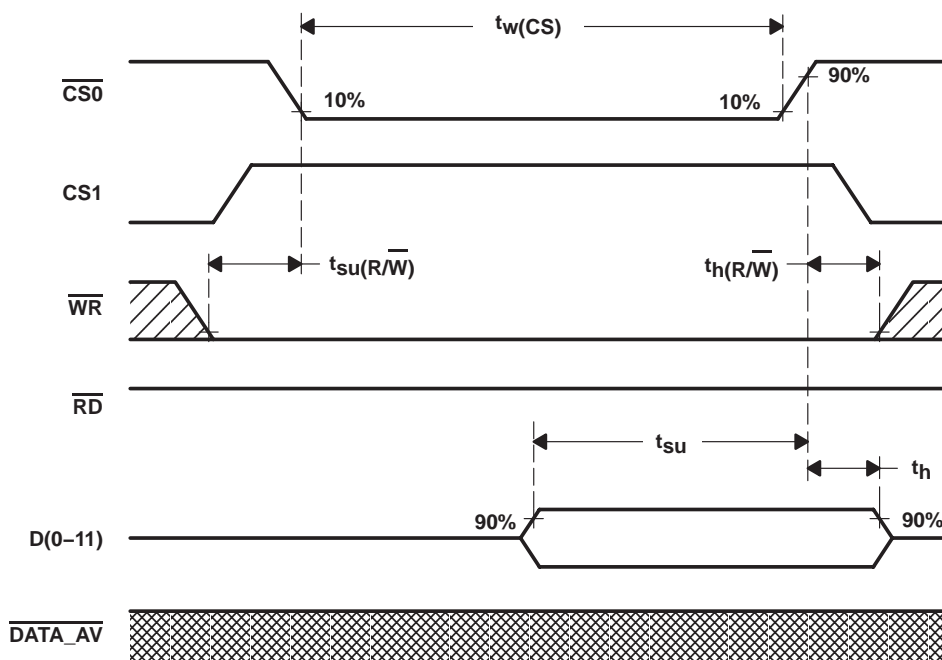 tw(CS)
CS0
10%
10%
90%
CS1
tsu(R/W)
th(R/W)
WR
RD
tsu
th
90%
90%
D(0–11)
DATA_AV